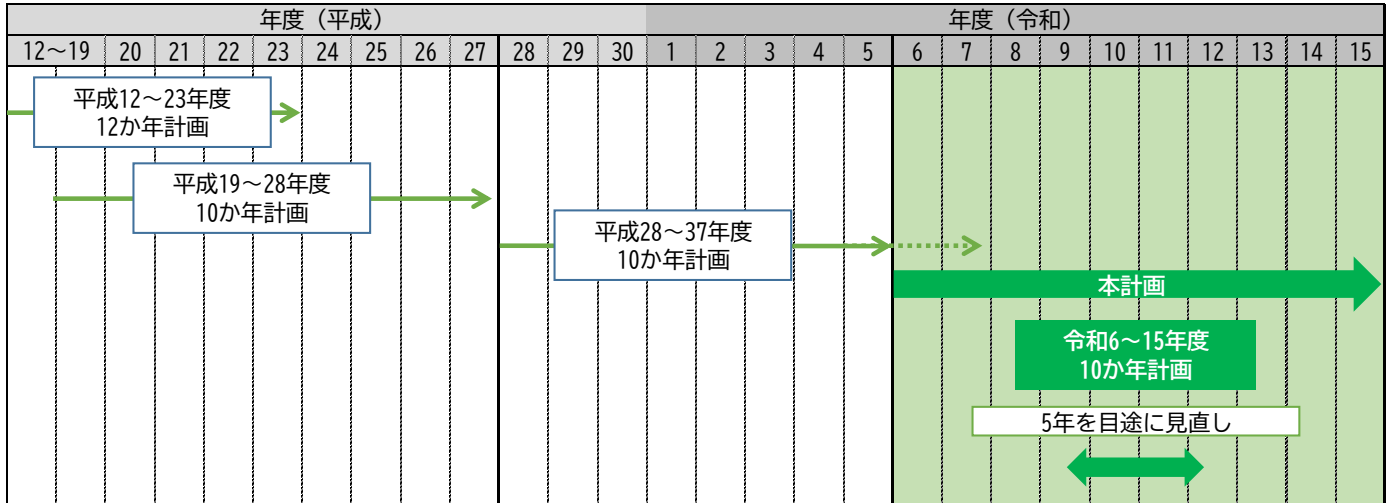 年度（平成） 年度（令和）
12～19 20 21 22 23 24 25 26 27 28 29 30 1 2 3 4 5 6 7 8 9 10 11 12 13 14 15
平成12～23年度
12か年計画
平成19～28年度
10か年計画
平成28～37年度
10か年計画
本計画
令和6～15年度
10か年計画
5年を目途に見直し